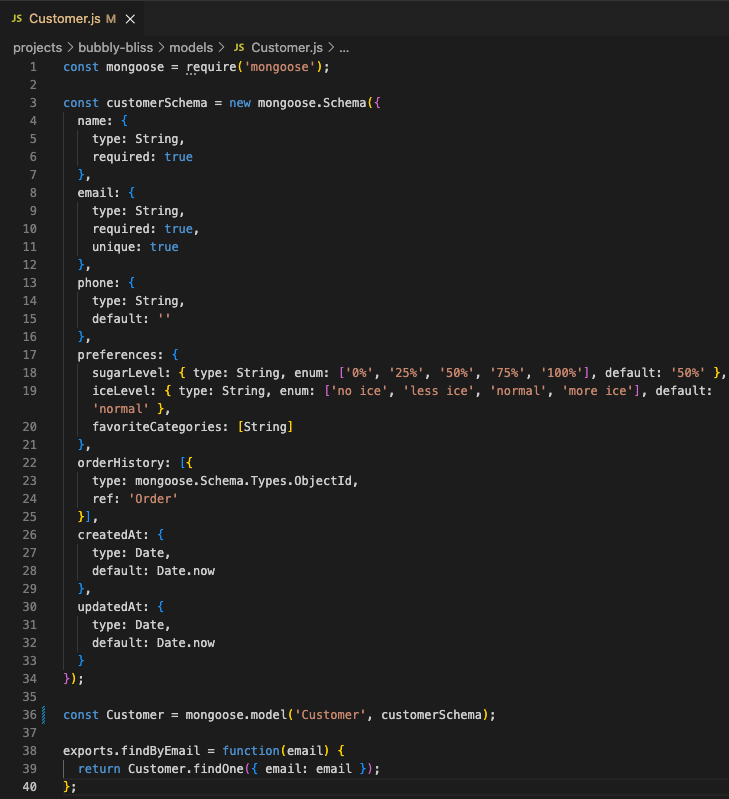 JS Customer.js M ×
projects > bubbly-bliss > models > JS Customer.js > ...
1 const mongoose = require('mongoose');
2
3 const customerSchema = new mongoose.Schema({
4   name: {
5     type: String,
6     required: true
7   },
8   email: {
9     type: String,
10     required: true,
11     unique: true
12   },
13   phone: {
14     type: String,
15     default: ''
16   },
17   preferences: {
18     sugarLevel: { type: String, enum: ['0%', '25%', '50%', '75%', '100%'], default: '50%' },
19     iceLevel: { type: String, enum: ['no ice', 'less ice', 'normal', 'more ice'], default:
     'normal' },
20     favoriteCategories: [String]
21   },
22   orderHistory: [{
23     type: mongoose.Schema.Types.ObjectId,
24     ref: 'Order'
25   }],
26   createdAt: {
27     type: Date,
28     default: Date.now
29   },
30   updatedAt: {
31     type: Date,
32     default: Date.now
33   }
34 });
35
36 const Customer = mongoose.model('Customer', customerSchema);
37
38 exports.findByEmail = function(email) {
39   return Customer.findOne({ email: email });
40 };